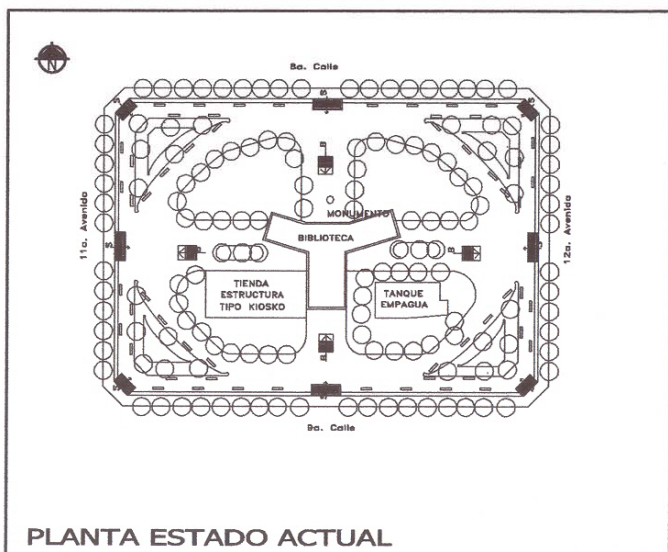 N
8a. Calle
S
S
S
11a. Avenida
12a. Avenida
B
MONUMENTO
BIBLIOTECA
B
B
TIENDA
ESTRUCTURA
TIPO KIOSKO
TANQUE
EMPAGUA
B
S
S
9a. Calle
PLANTA ESTADO ACTUAL